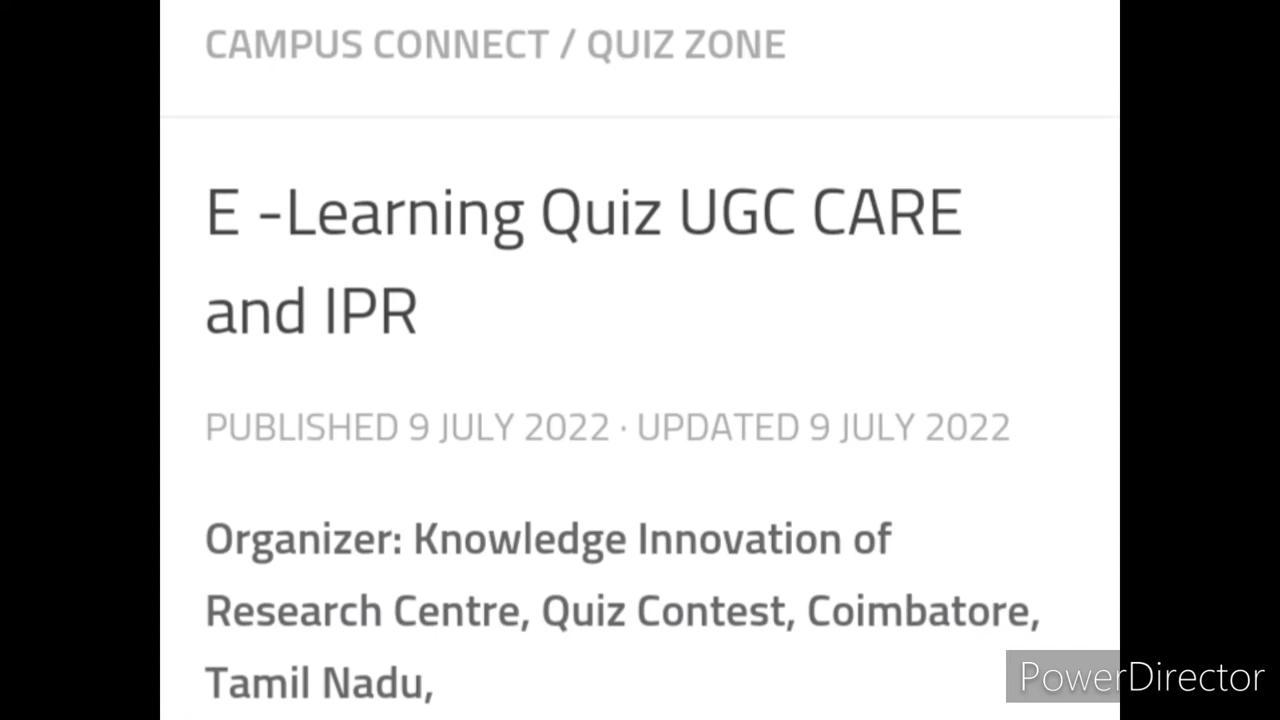 CAMPUS CONNECT / QUIZ ZONE
E -Learning Quiz UGC CARE
and IPR
PUBLISHED 9 JULY 2022 · UPDATED 9 JULY 2022
Organizer: Knowledge Innovation of
Research Centre, Quiz Contest, Coimbatore,
Tamil Nadu,
PowerDirector